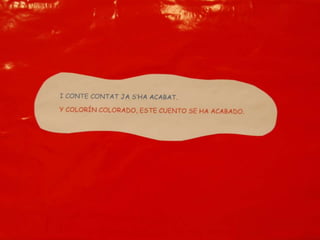 I CONTE CONTAT JA S'HA ACABAT.
Y COLORÍN COLORADO, ESTE CUENTO SE HA ACABADO.